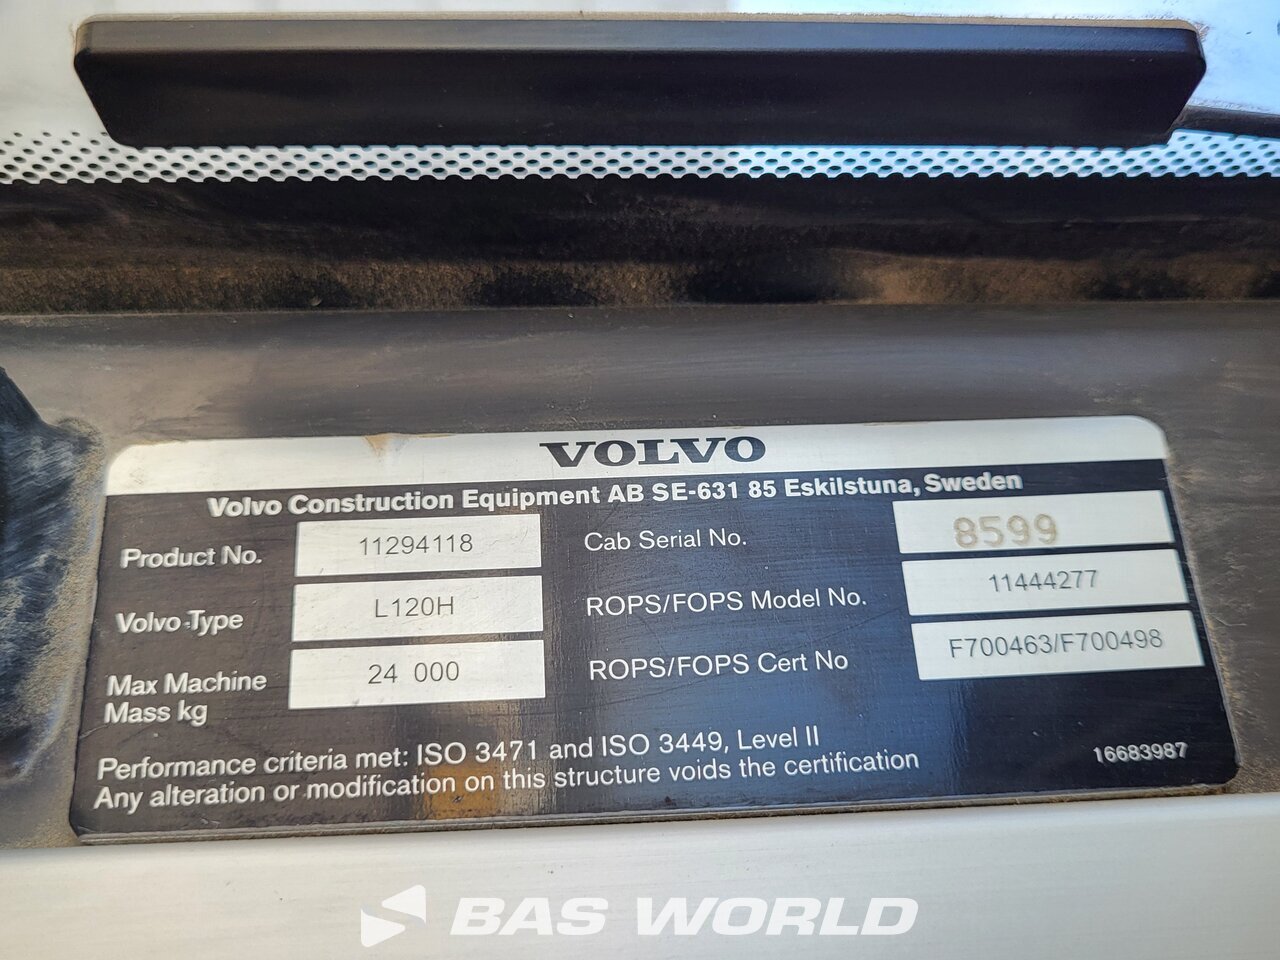 VOLVO
Volvo Construction Equipment AB SE-631 85 Eskilstuna, Sweden
Product No. 11294118 Cab Serial No. 8599
Volvo Type L120H ROPS/FOPS Model No. 11444277
Max Machine Mass kg 24 000 ROPS/FOPS Cert No F700463/F700498
Performance criteria met: ISO 3471 and ISO 3449, Level II
Any alteration or modification on this structure voids the certification
16683987
BAS WORLD